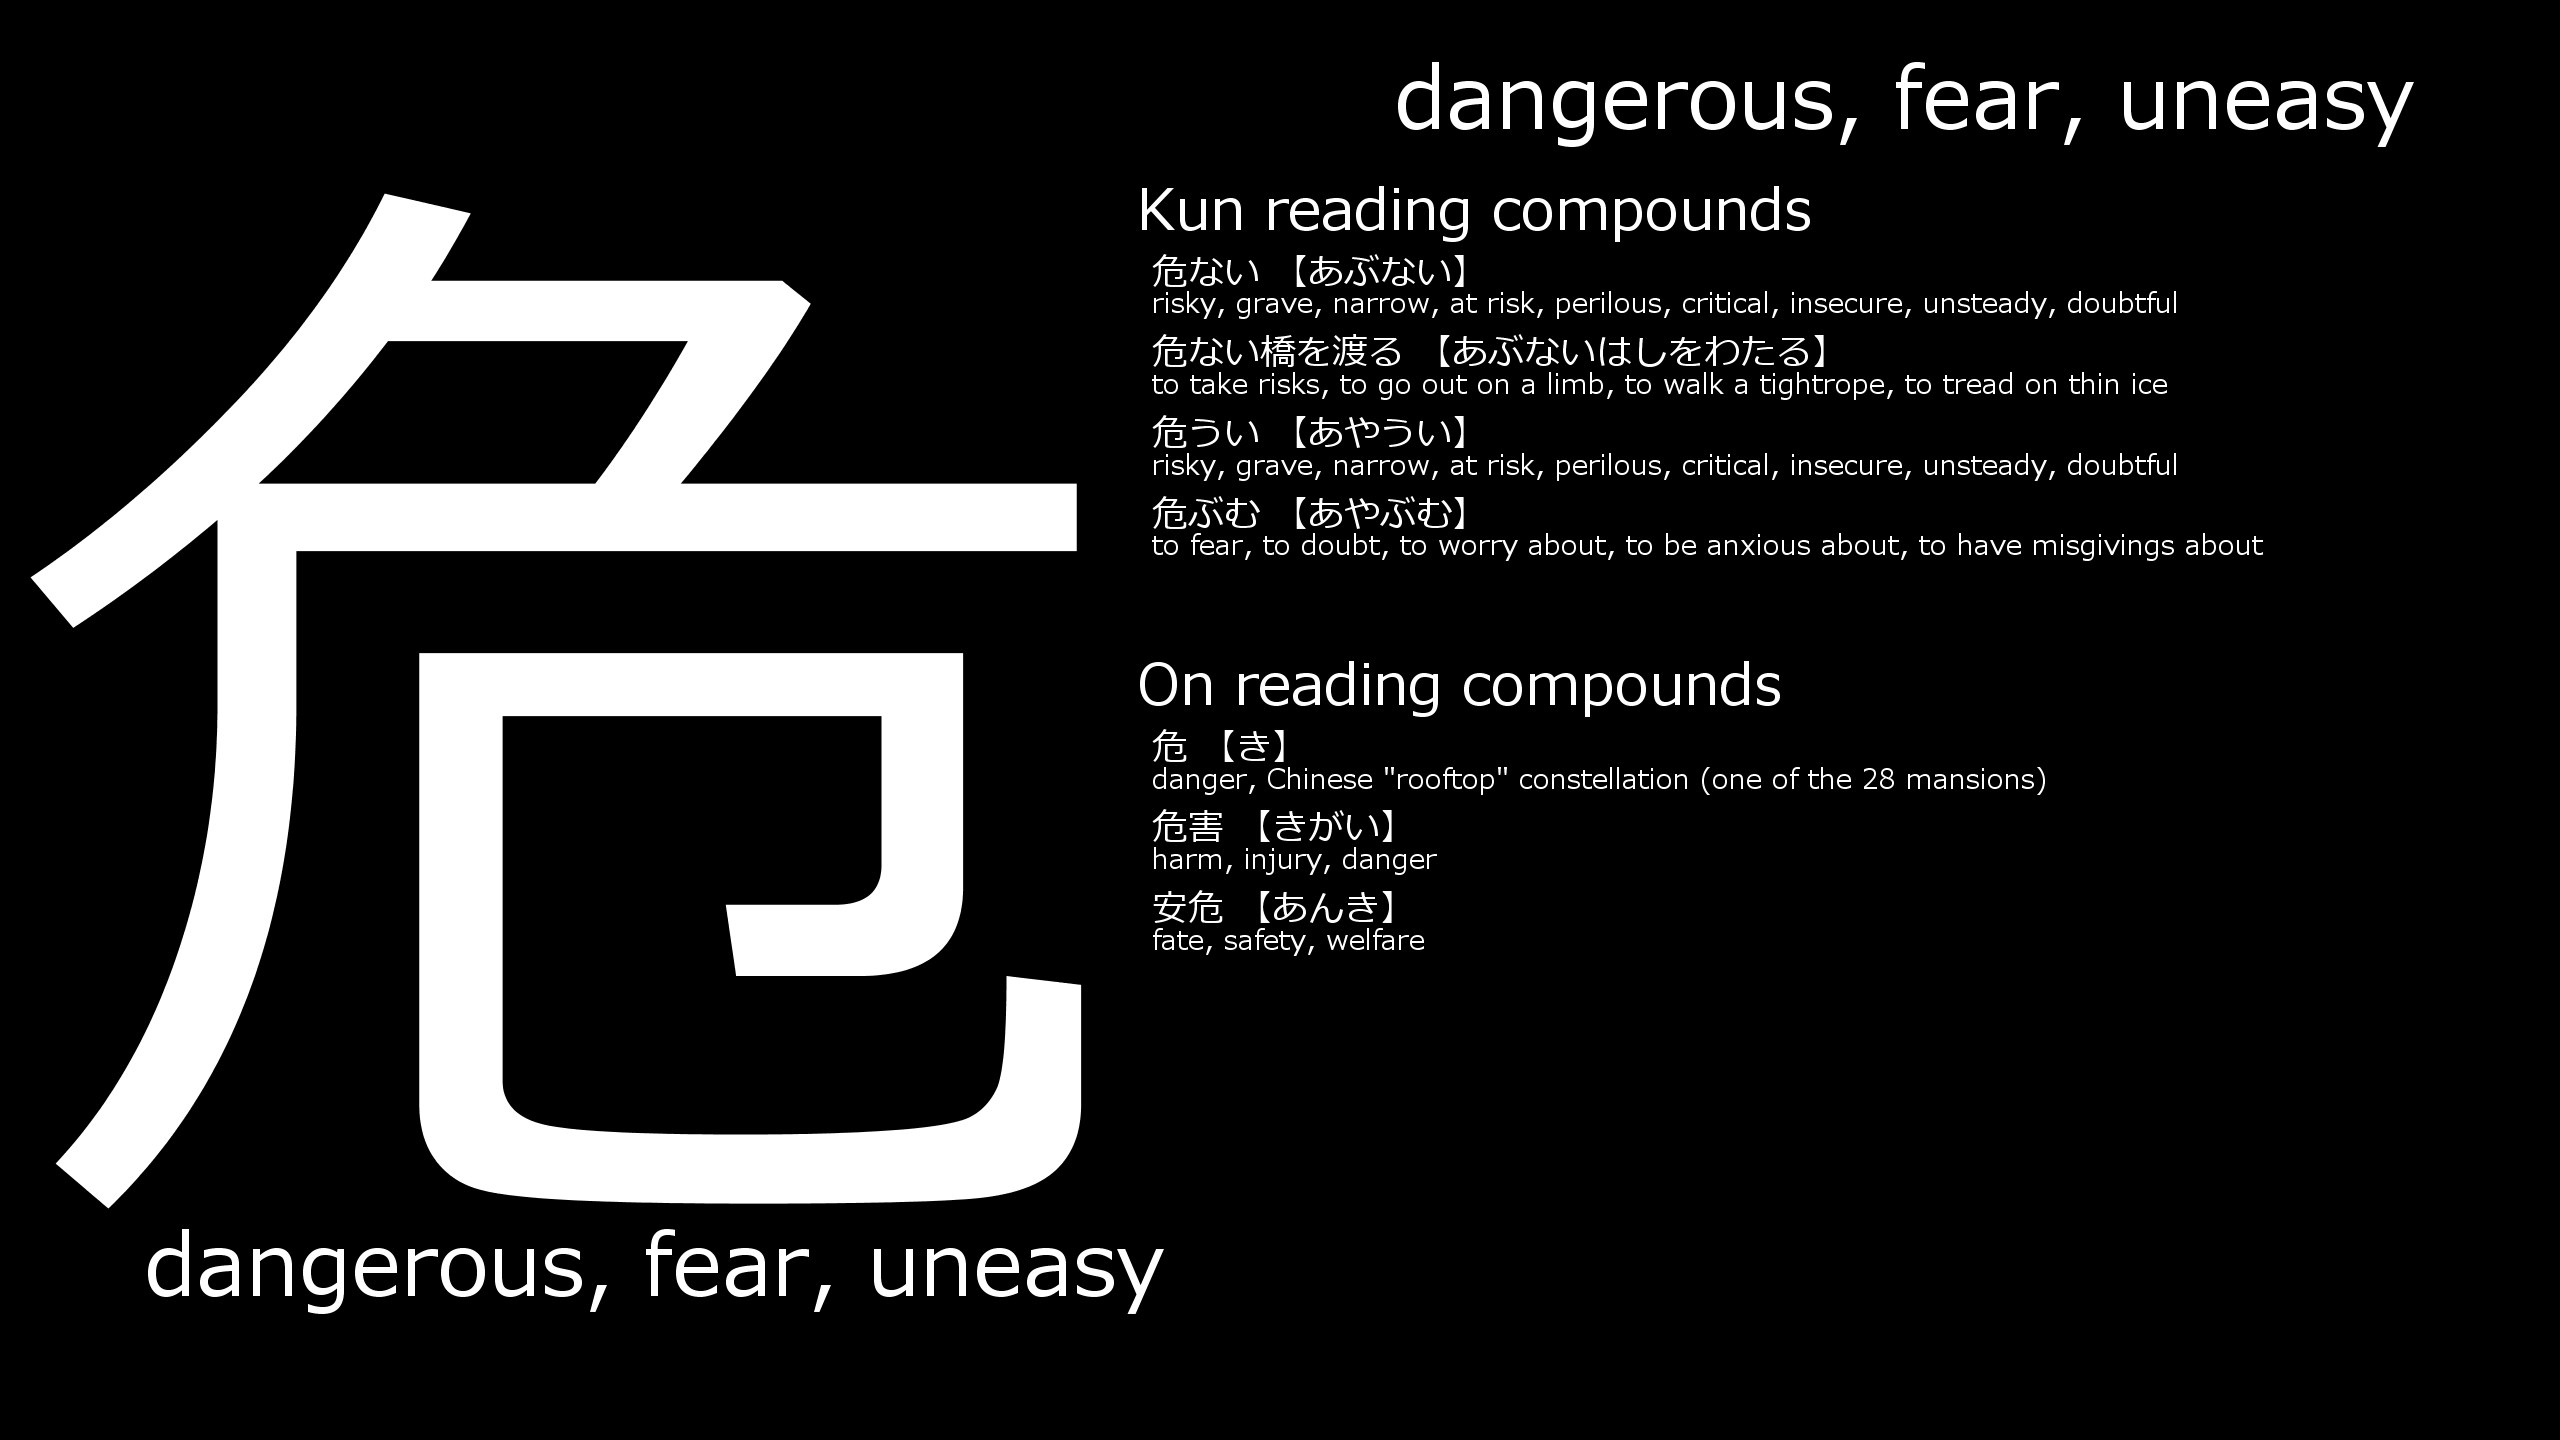 dangerous, fear, uneasy
危
dangerous, fear, uneasy
Kun reading compounds
危ない 【あぶない】
risky, grave, narrow, at risk, perilous, critical, insecure, unsteady, doubtful
危ない橋を渡る 【あぶないはしをわたる】
to take risks, to go out on a limb, to walk a tightrope, to tread on thin ice
危うい 【あやうい】
risky, grave, narrow, at risk, perilous, critical, insecure, unsteady, doubtful
危ぶむ 【あやぶむ】
to fear, to doubt, to worry about, to be anxious about, to have misgivings about
On reading compounds
危 【き】
danger, Chinese "rooftop" constellation (one of the 28 mansions)
危害 【きがい】
harm, injury, danger
安危 【あんき】
fate, safety, welfare